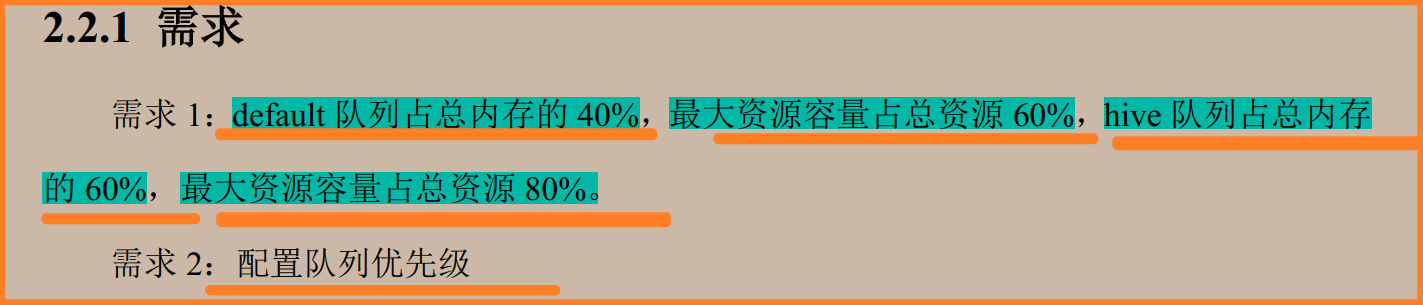 2.2.1 需求
需求 1：default 队列占总内存的 40%，最大资源容量占总资源 60%，hive 队列占总内存
的 60%，最大资源容量占总资源 80%。
需求 2：配置队列优先级